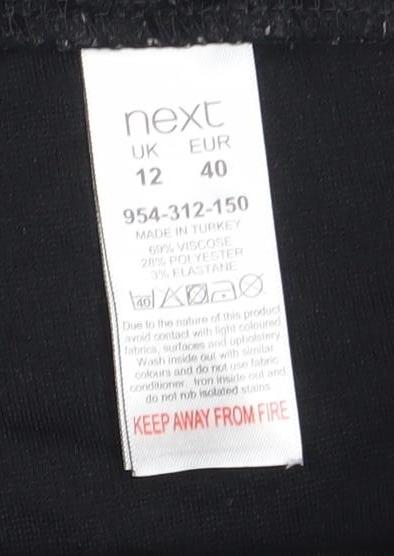 next
UK EUR
12 40
954-312-150
MADE IN TURKEY
69% VISCOSE
28% POLYESTER
3% ELASTANE
40
Due to the nature of this product
avoid contact with light coloured
fabrics, surfaces and upholstery
Wash inside out with similar
colours and do not use fabric
conditioner. Iron inside out and
do not rub isolated stains
KEEP AWAY FROM FIRE